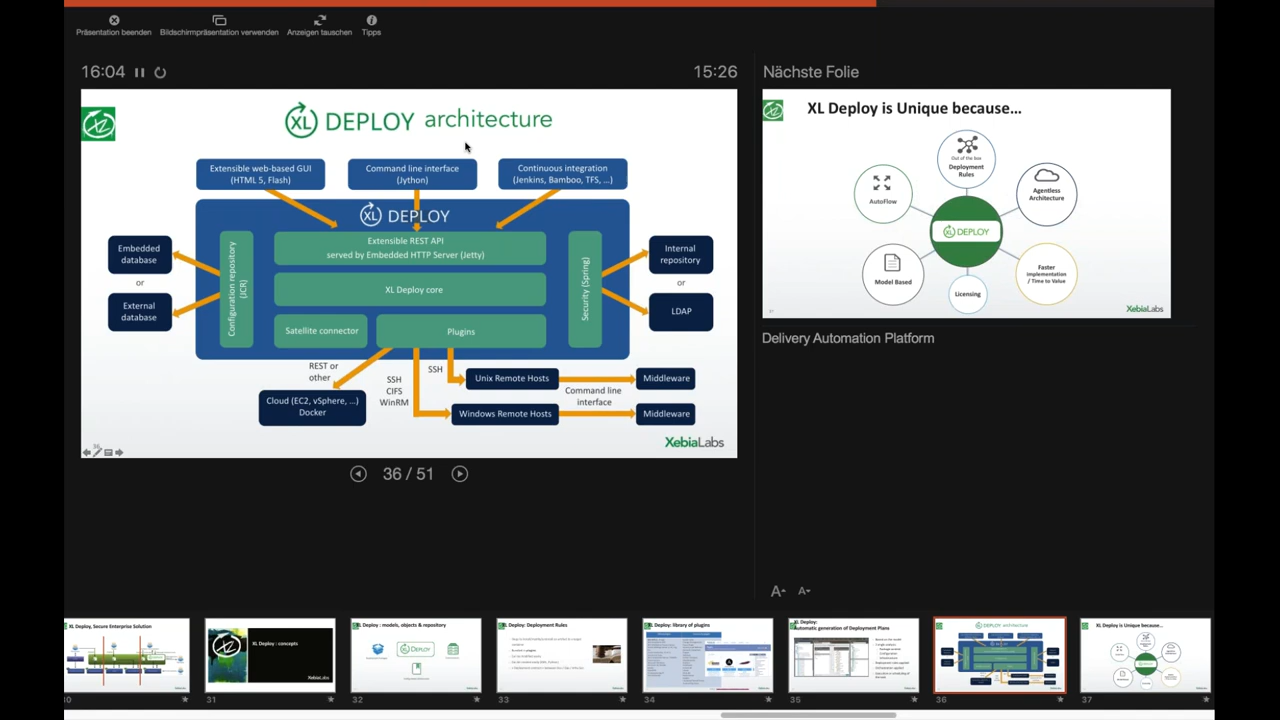 Präsentation beenden
Bildschirmpräsentation verwenden
Anzeigen tauschen
Tipps
16:04
15:26
Nächste Folie
XL DEPLOY architecture
Extensible web-based GUI
(HTML 5, Flash)
Command line interface
(Jython)
Continuous integration
(Jenkins, Bamboo, TFS, ...)
XL DEPLOY
Extensible REST API
served by Embedded HTTP Server (Jetty)
XL Deploy core
Satellite connector
Plugins
Configuration repository
(JCR)
Security (Spring)
Embedded
database
or
External
database
Internal
repository
or
LDAP
REST or
other
SSH
CIFS
WinRM
SSH
Cloud (EC2, vSphere, ...)
Docker
Unix Remote Hosts
Windows Remote Hosts
Command line
interface
Middleware
Middleware
XebiaLabs
36
36 / 51
XL Deploy is Unique because...
Out of the box
Deployment
Rules
AutoFlow
Agentless
Architecture
XL DEPLOY
Model Based
Faster
Implementation
/ Time to Value
Licensing
XebiaLabs
Delivery Automation Platform
A
A
XL Deploy, Secure Enterprise Solution
31
XL Deploy : concepts
XebiaLabs
32
XL Deploy : models, objects & repository
DEPLOY
33
XL Deploy: Deployment Rules
34
XL Deploy: library of plugins
35
XL Deploy:
Automatic generation of Deployment Plans
36
DEPLOY architecture
37
XL Deploy is Unique because...